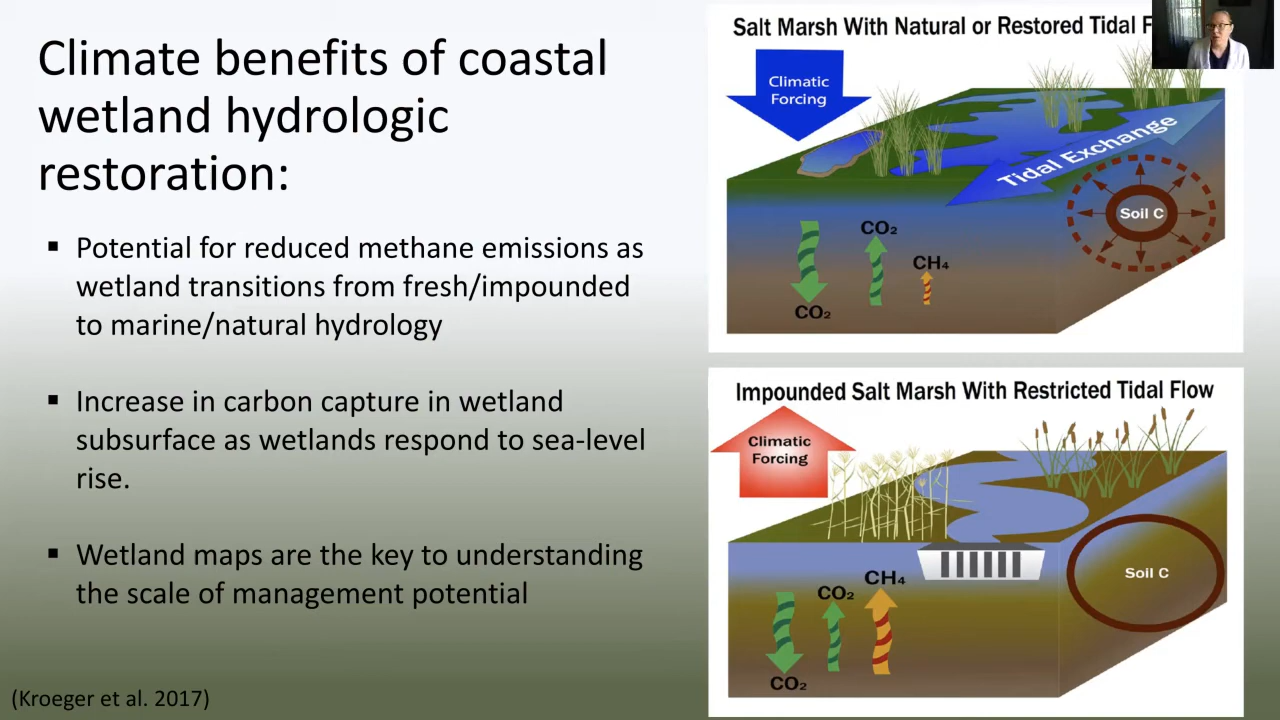 Climate benefits of coastal
wetland hydrologic
restoration:
▪ Potential for reduced methane emissions as
wetland transitions from fresh/impounded
to marine/natural hydrology
▪ Increase in carbon capture in wetland
subsurface as wetlands respond to sea-level
rise.
▪ Wetland maps are the key to understanding
the scale of management potential
(Kroeger et al. 2017)
Salt Marsh With Natural or Restored Tidal
Climatic
Forcing
Tidal Exchange
Soil C
CO₂
CH₄
CO₂
Impounded Salt Marsh With Restricted Tidal Flow
Climatic
Forcing
Soil C
CH₄
CO₂
CO₂